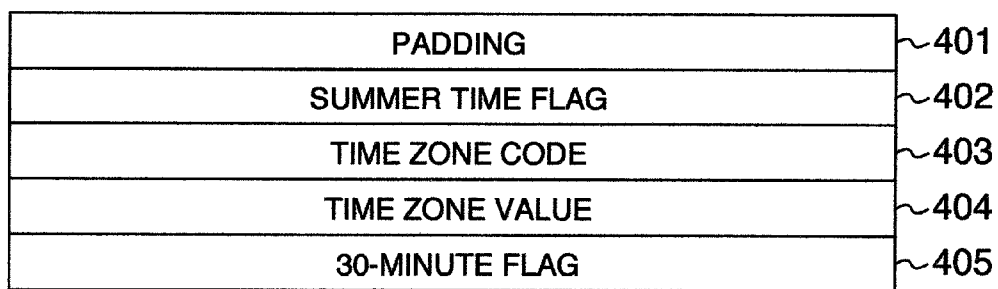 PADDING 401
SUMMER TIME FLAG 402
TIME ZONE CODE 403
TIME ZONE VALUE 404
30-MINUTE FLAG 405